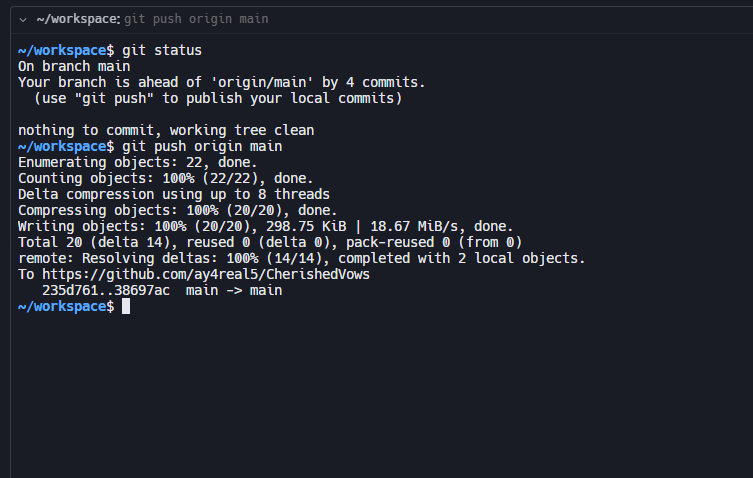 ~/workspace: git push origin main
~/workspace$ git status
On branch main
Your branch is ahead of 'origin/main' by 4 commits.
  (use "git push" to publish your local commits)

nothing to commit, working tree clean
~/workspace$ git push origin main
Enumerating objects: 22, done.
Counting objects: 100% (22/22), done.
Delta compression using up to 8 threads
Compressing objects: 100% (20/20), done.
Writing objects: 100% (20/20), 298.75 KiB | 18.67 MiB/s, done.
Total 20 (delta 14), reused 0 (delta 0), pack-reused 0 (from 0)
remote: Resolving deltas: 100% (14/14), completed with 2 local objects.
To https://github.com/ay4real5/CherishedVows
   235d761..38697ac  main -> main
~/workspace$